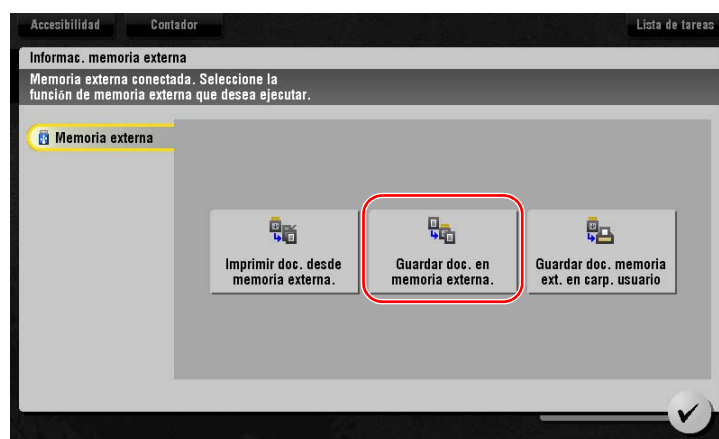 Accesibilidad
Contador
Lista de tareas
Informac. memoria externa
Memoria externa conectada. Seleccione la
función de memoria externa que desea ejecutar.
Memoria externa
Imprimir doc. desde
memoria externa.
Guardar doc. en
memoria externa.
Guardar doc. memoria
ext. en carp. usuario